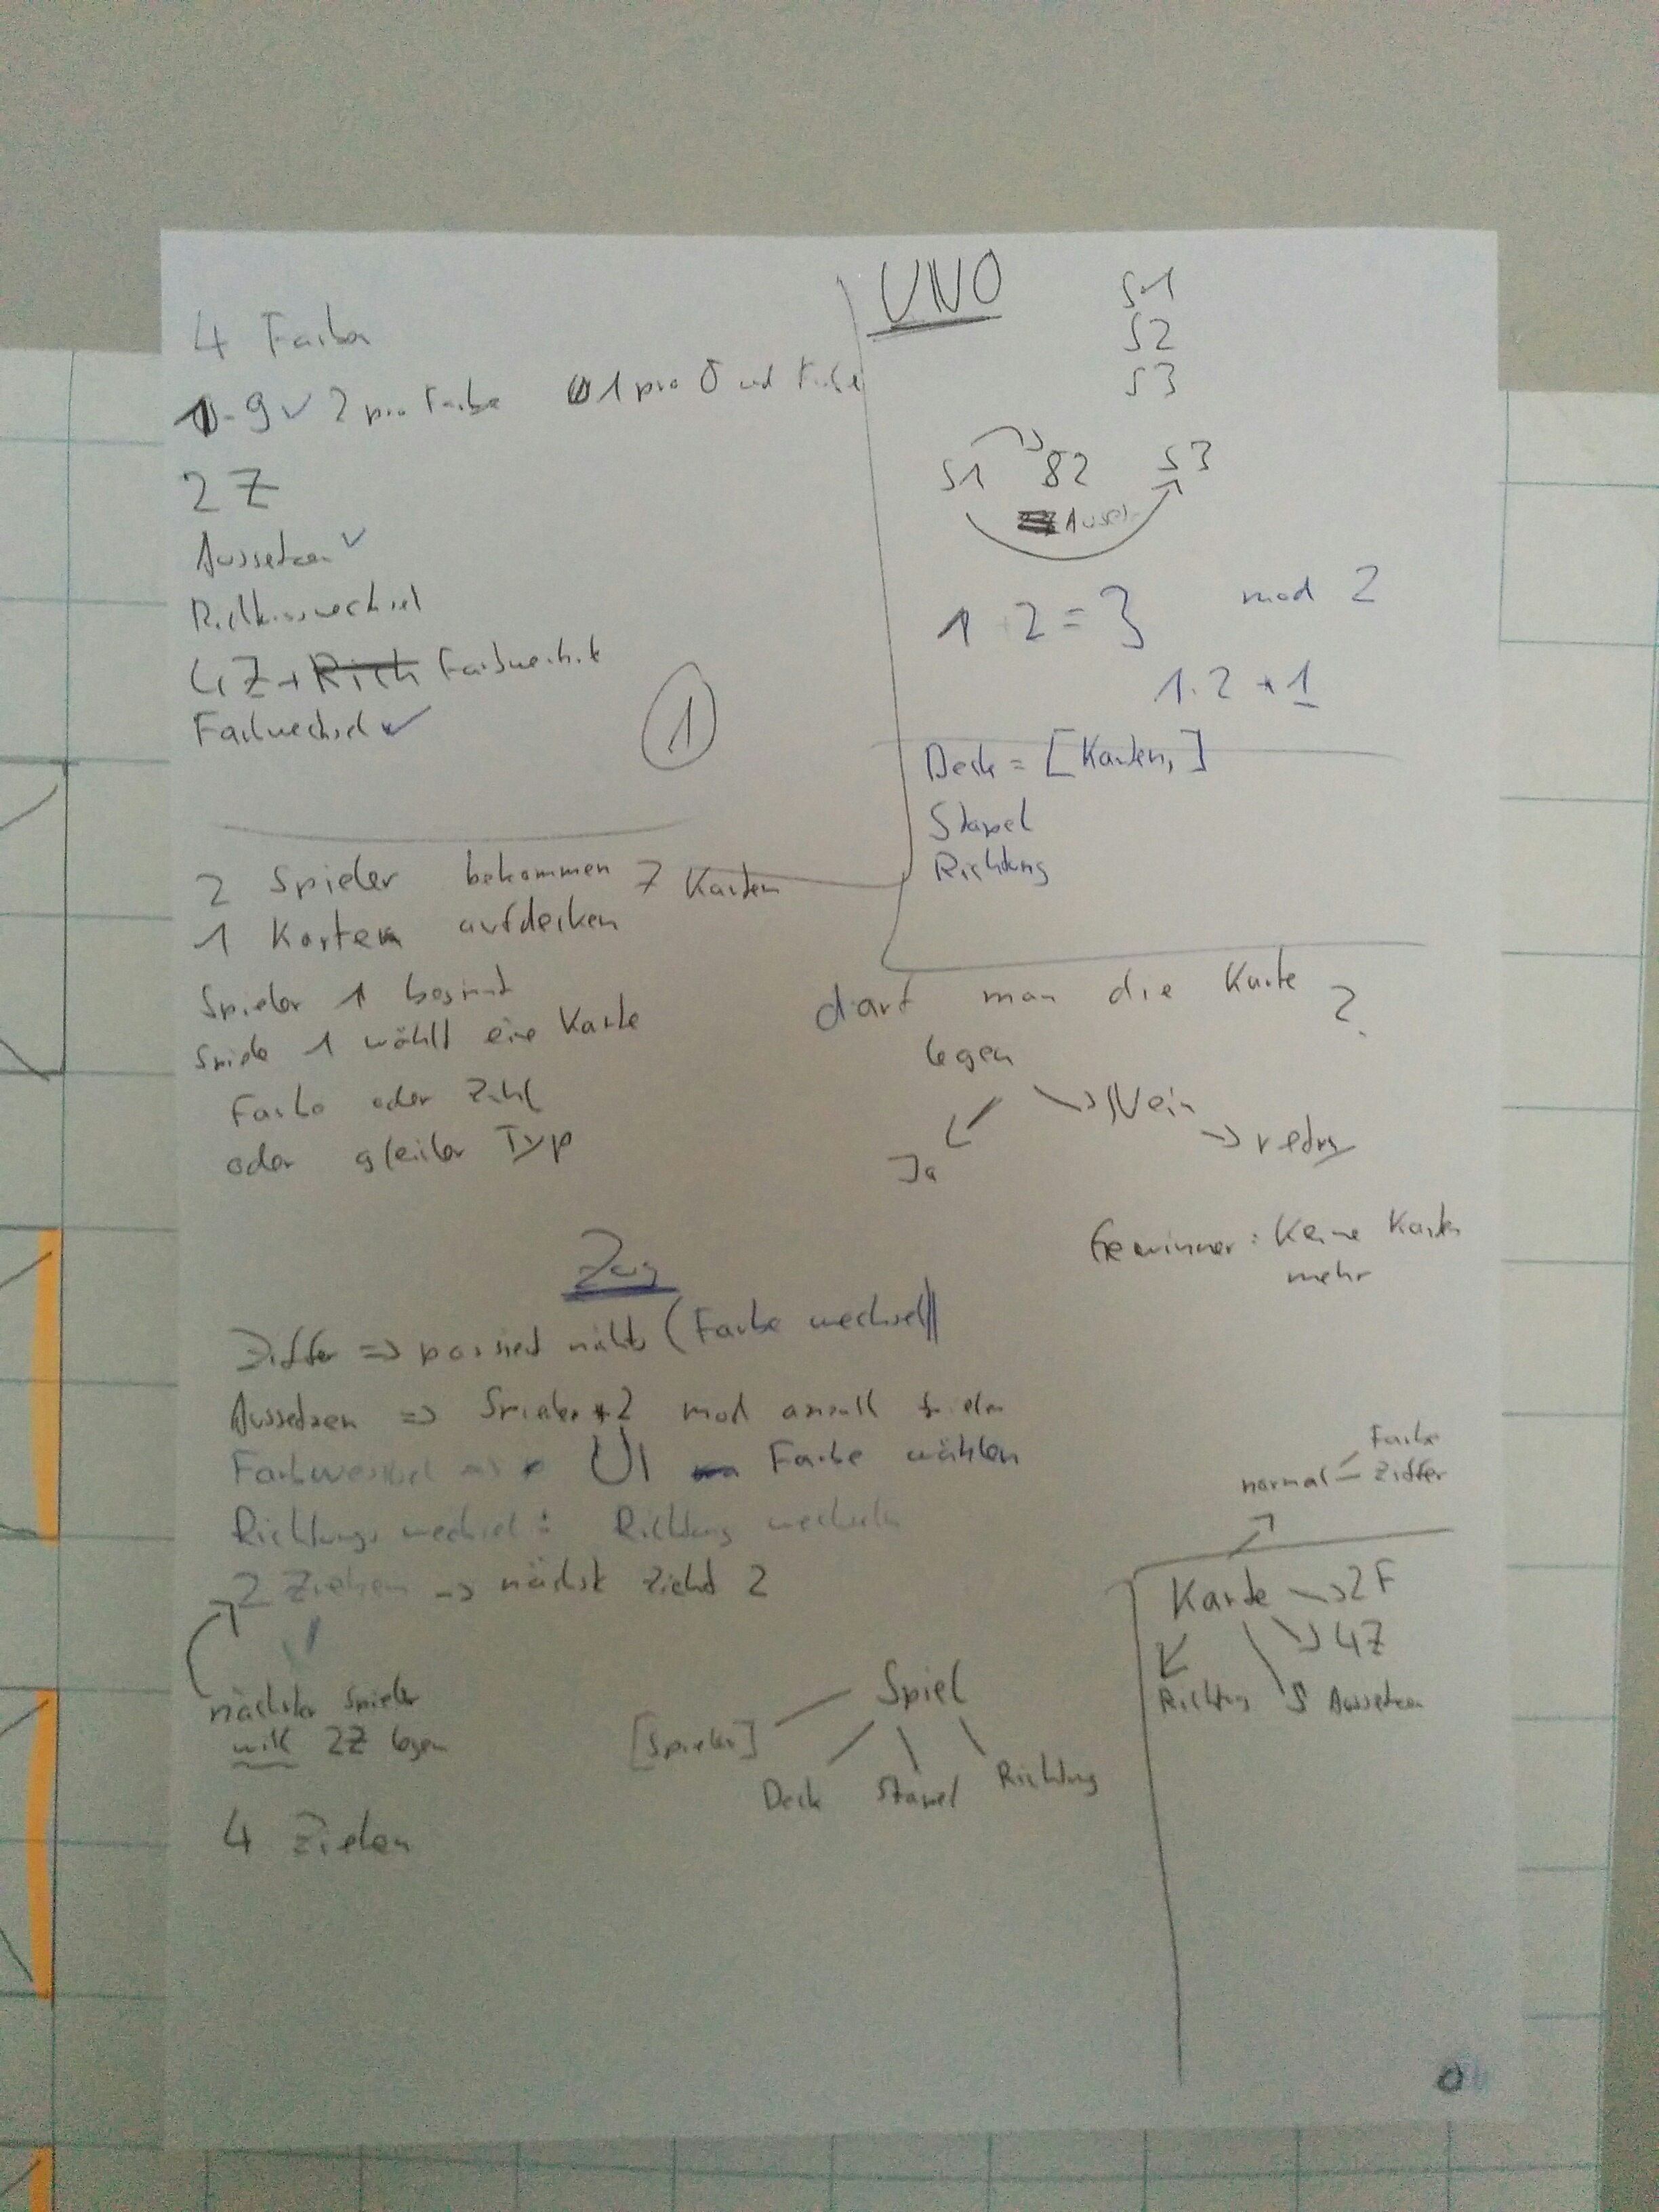 UNO
4 Farben
1-9 ✓ 2 pro Farbe 1 pro 0 und Farbe
2 Z
Aussetzen ✓
Richtungswechsel
4Z + Rich Farbwechsel
Farbwechsel ✓
1
S1
S2
S3
S1 S2 S3
Ausse
1 2 = 3 mod 2
1.2 + 1
Deck = [Karten,]
Stapel
Richtung
2 Spieler bekommen 7 Karten
1 Karten aufdecken
Spieler 1 beginnt
Spieler 1 wählt eine Karte
Farbe oder Zahl
oder gleicher Typ
darf man die Karte
legen ?
Ja
Nein
retry
Gewinner: Keine Karten
mehr
Zug
Ziffer => passiert nichts (Farbe wechsel)
Aussetzen => Spieler + 2 mod anzahl Spieler
Farbwechsel => UI Farbe wählen
Richtungswechsel: Richtung wechseln
2 Ziehen -> nächste zieht 2
nächster Spieler
will 2Z legen
4 Ziehen
Spiel
[Spieler]
Deck Stapel Richtung
normal Farbe
Ziffer
Karte -> 2F
4Z
Richtung Aussetzen